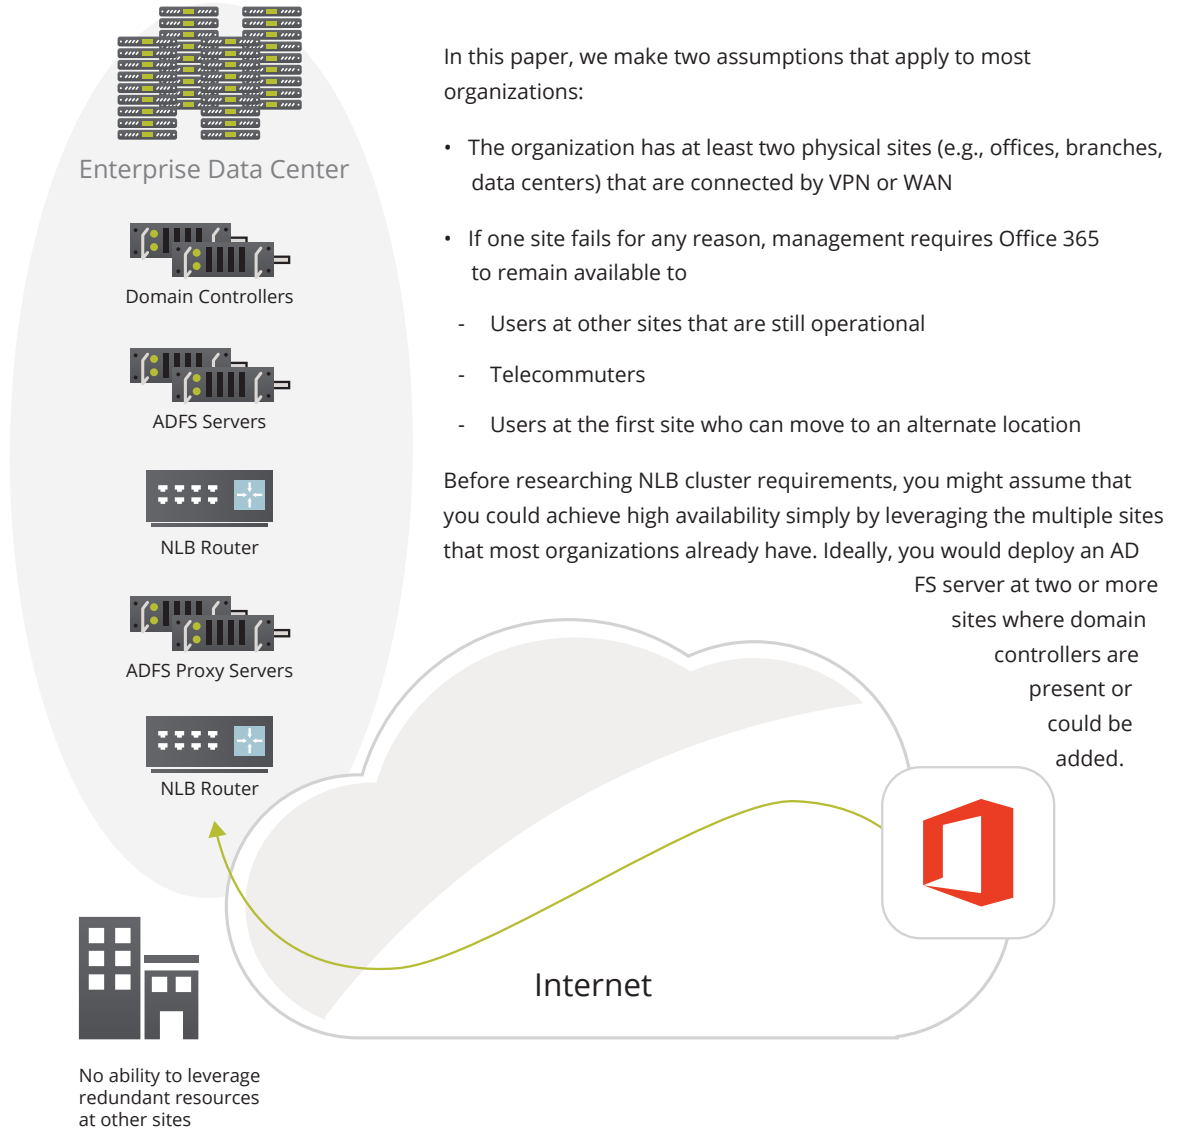 Enterprise Data Center
Domain Controllers
ADFS Servers
NLB Router
ADFS Proxy Servers
NLB Router
No ability to leverage
redundant resources
at other sites
In this paper, we make two assumptions that apply to most
organizations:
• The organization has at least two physical sites (e.g., offices, branches,
data centers) that are connected by VPN or WAN
• If one site fails for any reason, management requires Office 365
to remain available to
- Users at other sites that are still operational
- Telecommuters
- Users at the first site who can move to an alternate location
Before researching NLB cluster requirements, you might assume that
you could achieve high availability simply by leveraging the multiple sites
that most organizations already have. Ideally, you would deploy an AD
FS server at two or more
sites where domain
controllers are
present or
could be
added.
Internet